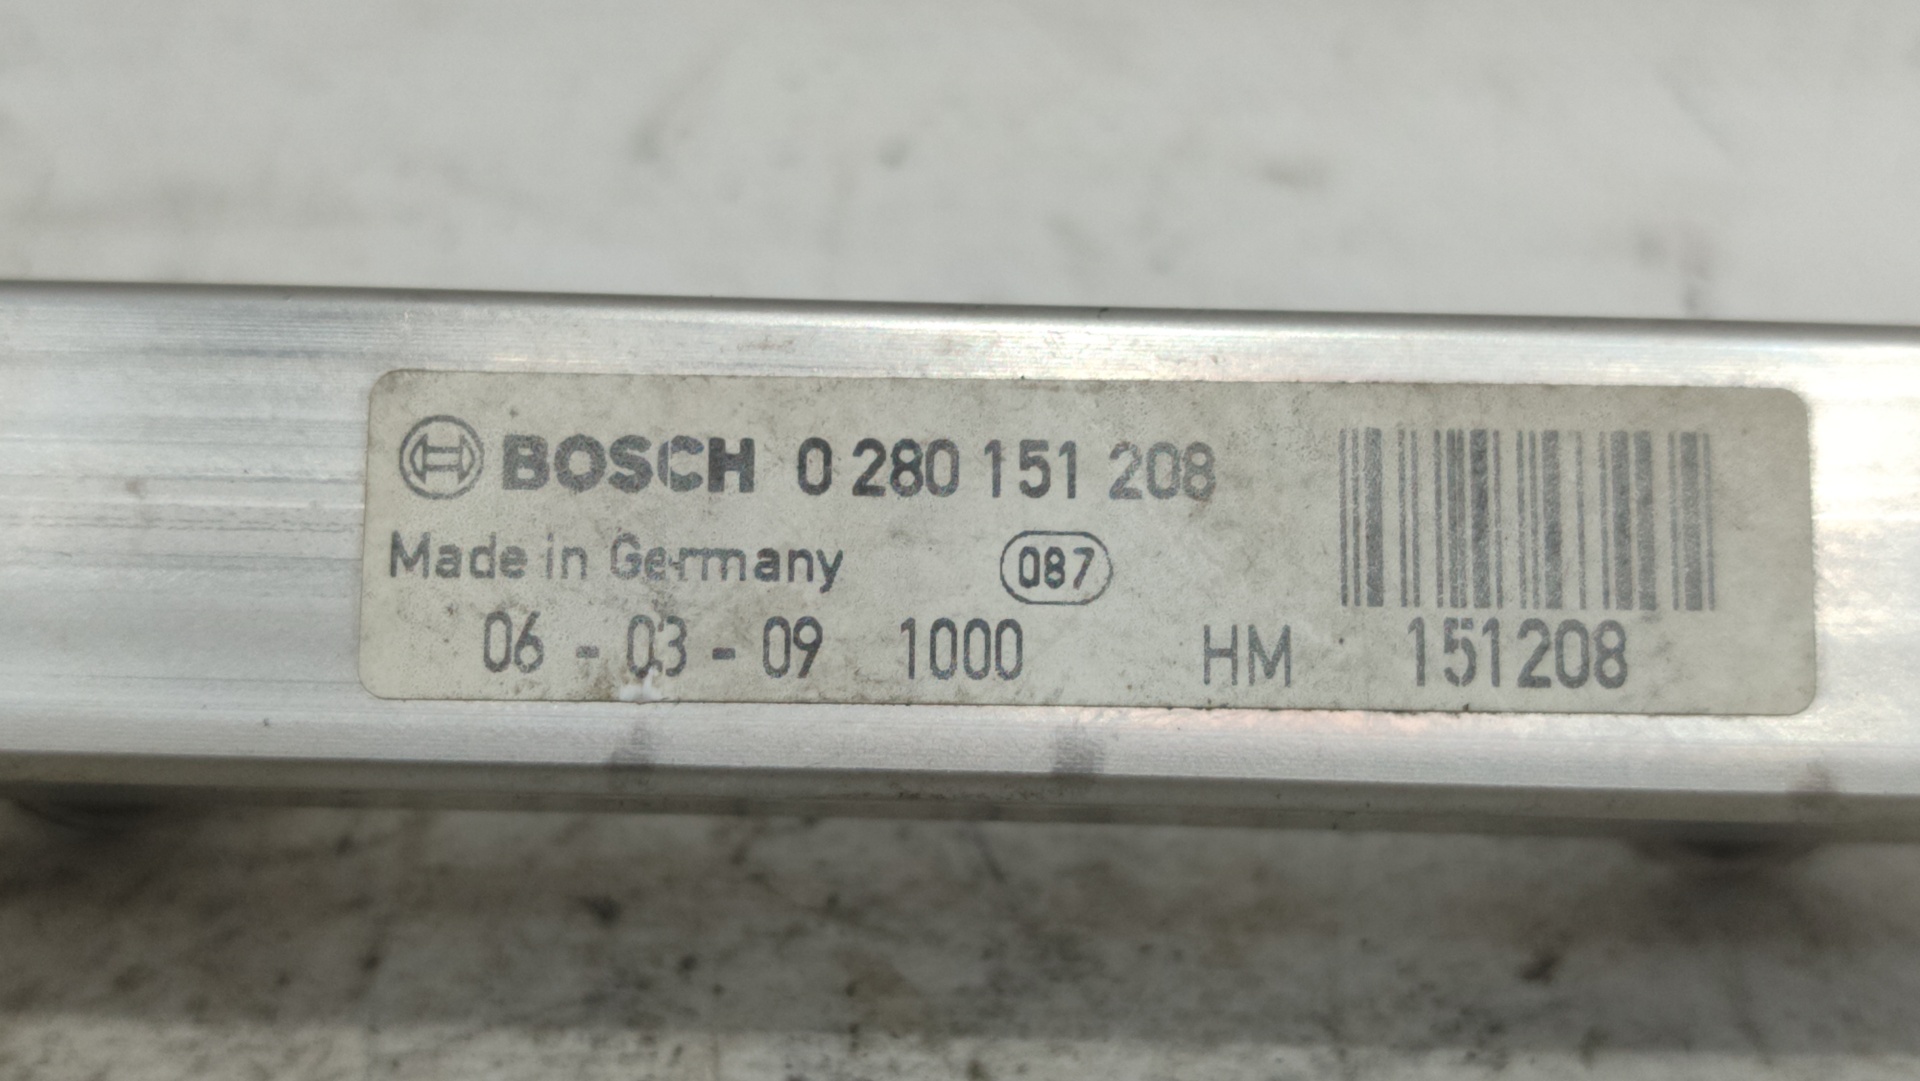 BOSCH 0 280 151 208
Made in Germany 087
06 - 03 - 09 1000 HM 151208